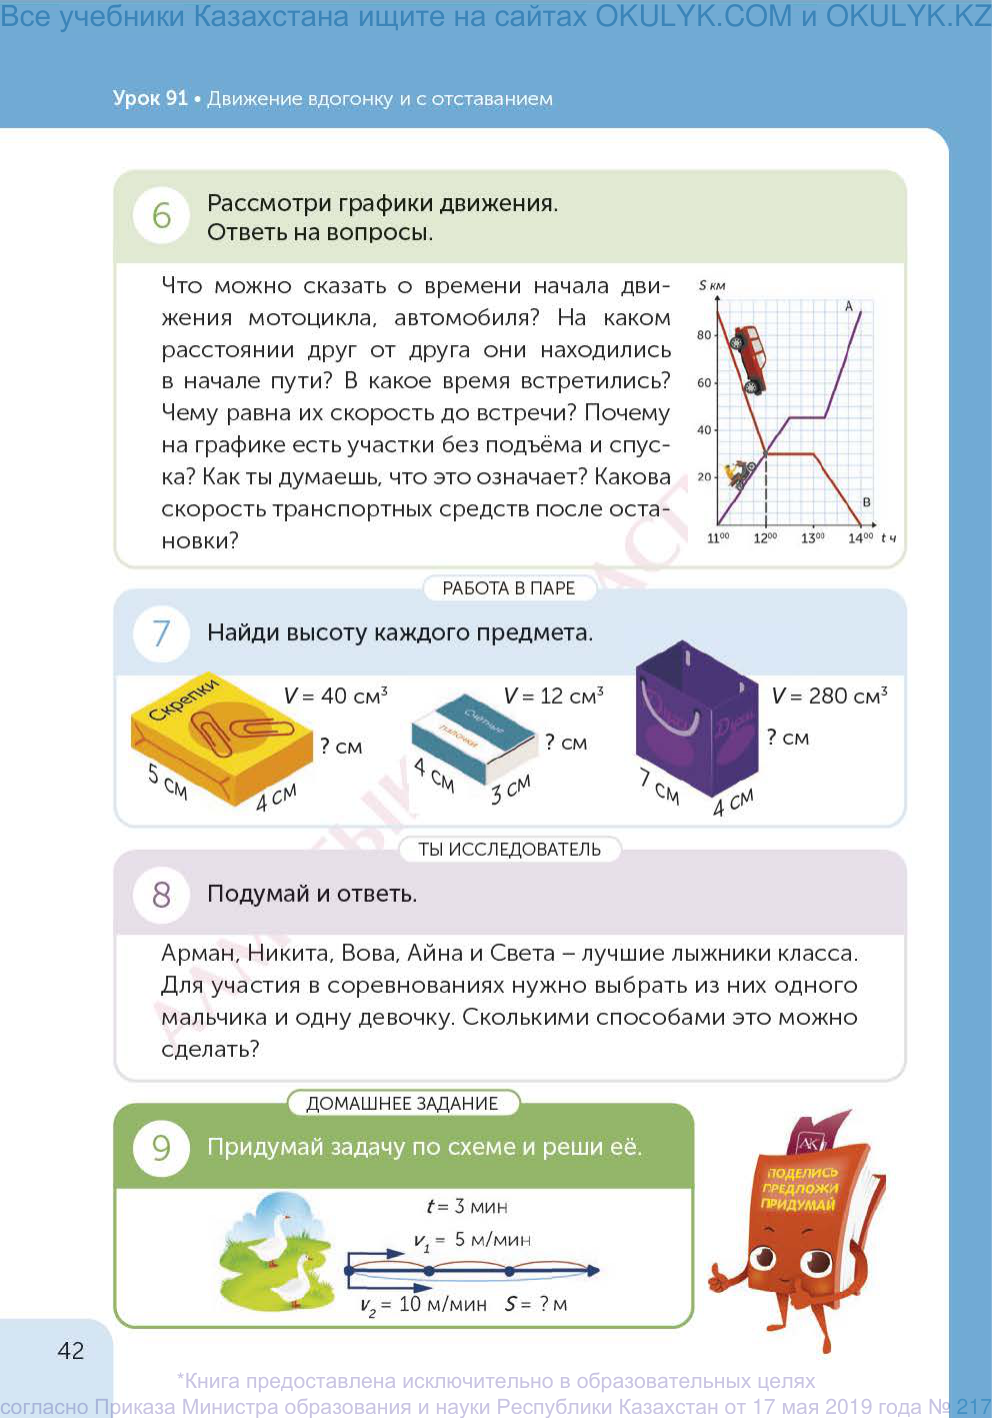 Все учебники Казахстана ищите на сайтах OKULYK.COM и OKULYK.KZ
Урок 91 • Движение вдогонку и с отставанием
6
Рассмотри графики движения.
Ответь на вопросы.
Что можно сказать о времени начала дви-
жения мотоцикла, автомобиля? На каком
расстоянии друг от друга они находились
в начале пути? В какое время встретились?
Чему равна их скорость до встречи? Почему
на графике есть участки без подъёма и спус-
ка? Как ты думаешь, что это означает? Какова
скорость транспортных средств после оста-
новки?
S км
A
80
60
40
20
B
11⁰⁰ 12⁰⁰ 13⁰⁰ 14⁰⁰ t ч
РАБОТА В ПАРЕ
7
Найди высоту каждого предмета.
Скрепки
V = 40 см³
? см
5 см
4 см
Счётные
палочки
V = 12 см³
? см
4 см
3 см
V = 280 см³
? см
7 см
4 см
ТЫ ИССЛЕДОВАТЕЛЬ
8
Подумай и ответь.
Арман, Никита, Вова, Айна и Света – лучшие лыжники класса.
Для участия в соревнованиях нужно выбрать из них одного
мальчика и одну девочку. Сколькими способами это можно
сделать?
ДОМАШНЕЕ ЗАДАНИЕ
9
Придумай задачу по схеме и реши её.
t = 3 мин
v₁ = 5 м/мин
v₂ = 10 м/мин S = ? м
АК
ПОДЕЛИСЬ
ПРЕДЛОЖИ
ПРИДУМАЙ
42
*Книга предоставлена исключительно в образовательных целях
согласно Приказа Министра образования и науки Республики Казахстан от 17 мая 2019 года № 217